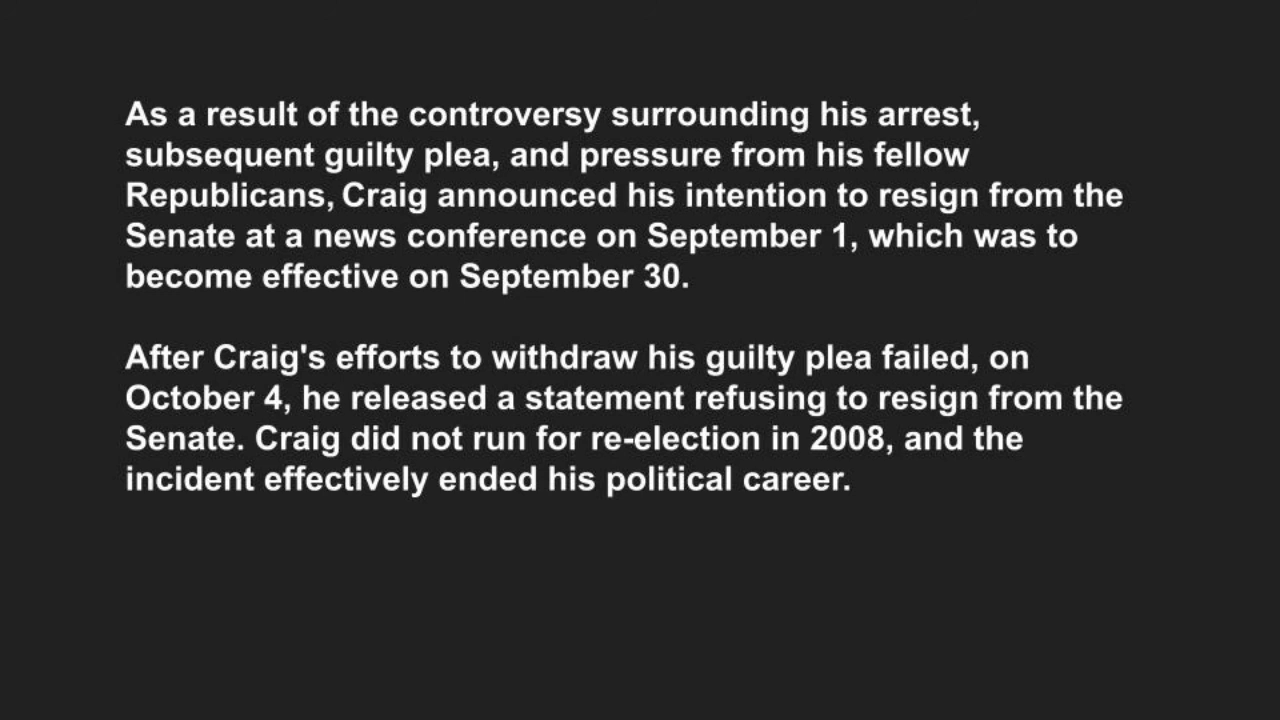 As a result of the controversy surrounding his arrest,
subsequent guilty plea, and pressure from his fellow
Republicans, Craig announced his intention to resign from the
Senate at a news conference on September 1, which was to
become effective on September 30.
After Craig's efforts to withdraw his guilty plea failed, on
October 4, he released a statement refusing to resign from the
Senate. Craig did not run for re-election in 2008, and the
incident effectively ended his political career.